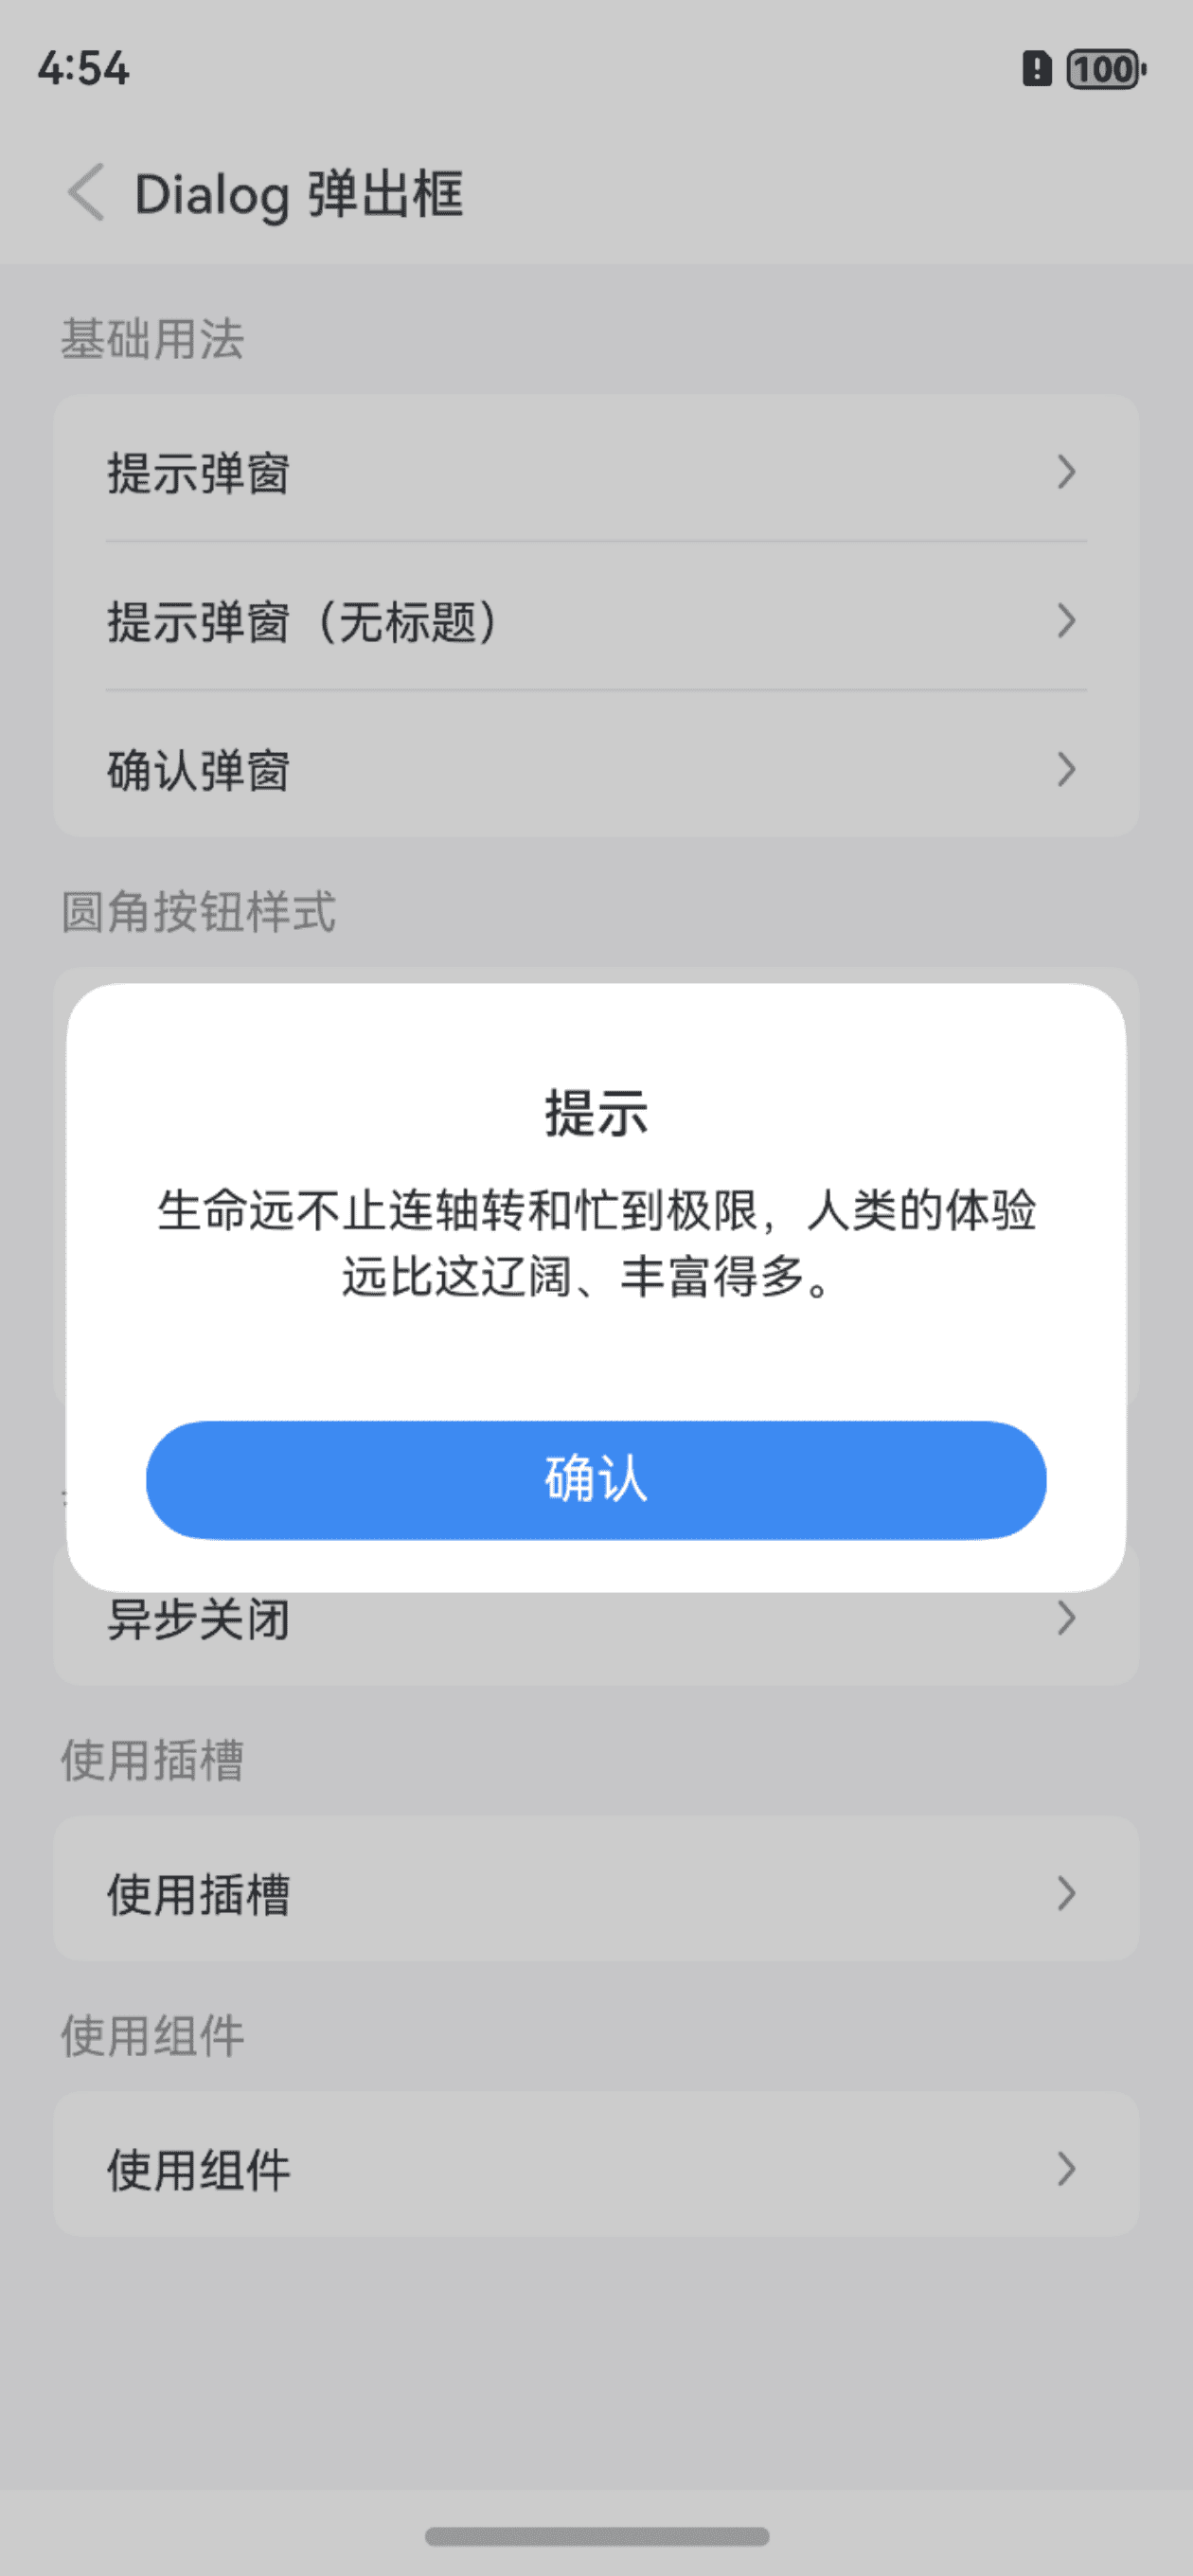 4:54
100
Dialog 弹出框
基础用法
提示弹窗
提示弹窗（无标题）
确认弹窗
圆角按钮样式
提示
生命远不止连轴转和忙到极限，人类的体验
远比这辽阔、丰富得多。
确认
异步关闭
使用插槽
使用插槽
使用组件
使用组件